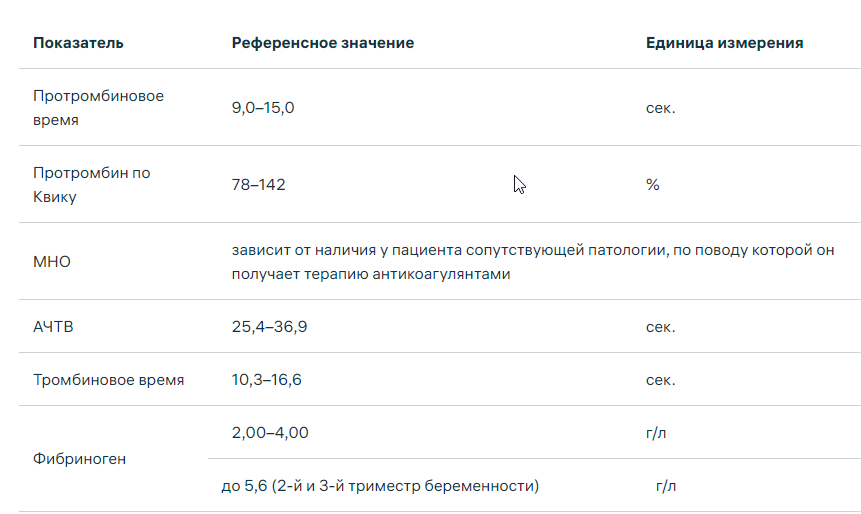 Показатель Референсное значение Единица измерения
Протромбиновое
время
9,0–15,0 сек.
Протромбин по
Квику
78–142 %
МНО
зависит от наличия у пациента сопутствующей патологии, по поводу которой он
получает терапию антикоагулянтами
АЧТВ 25,4–36,9 сек.
Тромбиновое время 10,3–16,6 сек.
Фибриноген
2,00–4,00 г/л
до 5,6 (2-й и 3-й триместр беременности) г/л